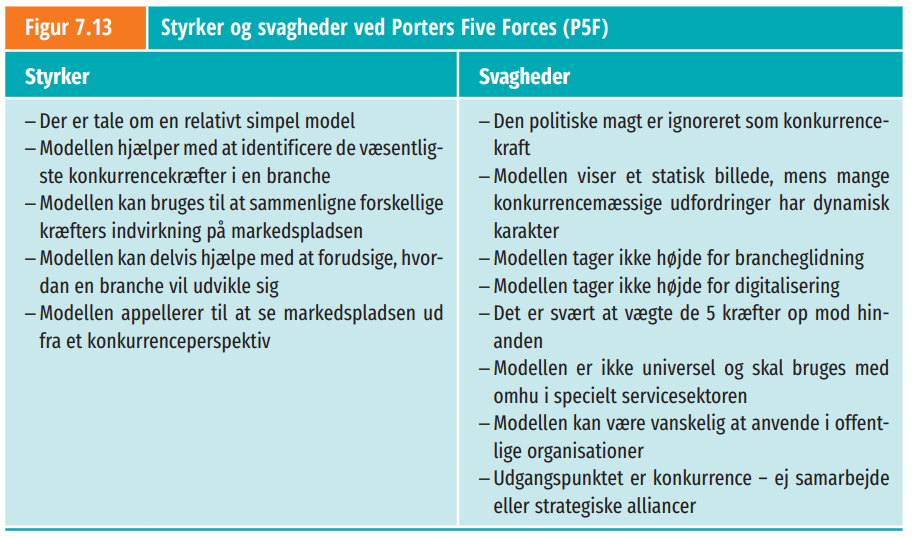 Figur 7.13
Styrker og svagheder ved Porters Five Forces (P5F)
Styrker
– Der er tale om en relativt simpel model
– Modellen hjælper med at identificere de væsentlig-
ste konkurrencekræfter i en branche
– Modellen kan bruges til at sammenligne forskellige
kræfters indvirkning på markedspladsen
– Modellen kan delvis hjælpe med at forudsige, hvor-
dan en branche vil udvikle sig
– Modellen appellerer til at se markedspladsen ud
fra et konkurrenceperspektiv
Svagheder
– Den politiske magt er ignoreret som konkurrence-
kraft
– Modellen viser et statisk billede, mens mange
konkurrencemæssige udfordringer har dynamisk
karakter
– Modellen tager ikke højde for brancheglidning
– Modellen tager ikke højde for digitalisering
– Det er svært at vægte de 5 kræfter op mod hin-
anden
– Modellen er ikke universel og skal bruges med
omhu i specielt servicesektoren
– Modellen kan være vanskelig at anvende i offent-
lige organisationer
– Udgangspunktet er konkurrence – ej samarbejde
eller strategiske alliancer